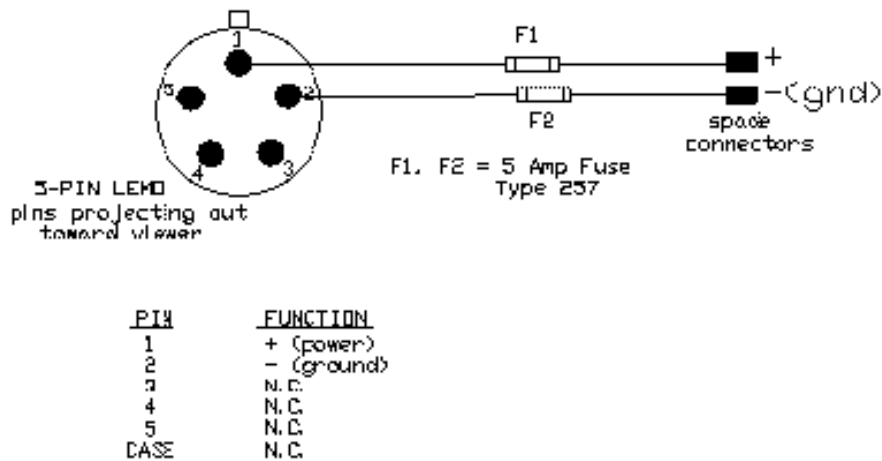 F1
1
+
5
2
-(gnd)
F2
spade
connectors
4
3
F1, F2 = 5 Amp Fuse
Type 257
5-PIN LEMO
pins projecting out
toward viewer
PIN FUNCTION
1 + (power)
2 - (ground)
3 N.C.
4 N.C.
5 N.C.
CASE N.C.